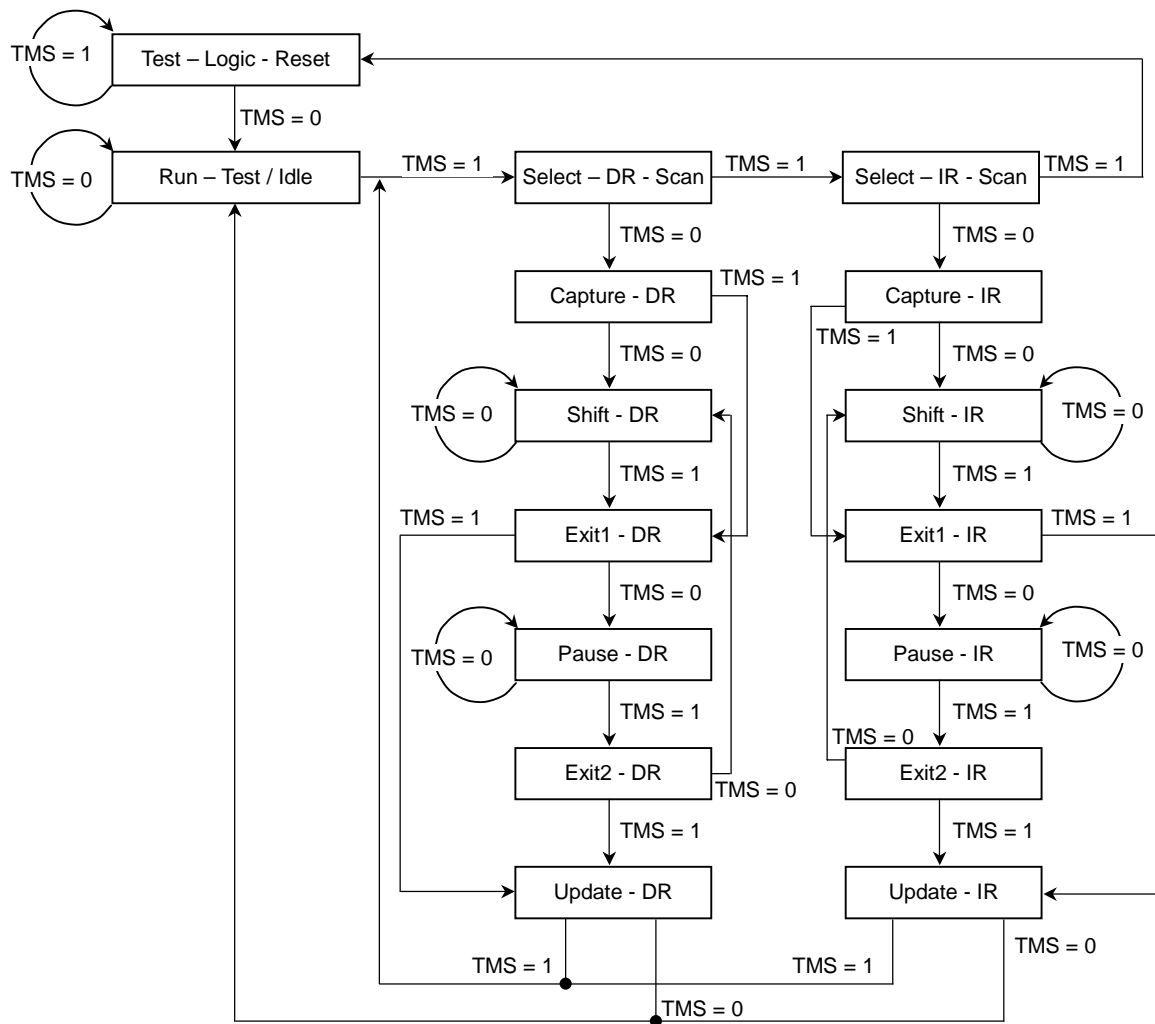 TMS = 1
Test – Logic - Reset
TMS = 0
TMS = 0
Run – Test / Idle
TMS = 1
Select – DR - Scan
TMS = 1
Select – IR - Scan
TMS = 1
TMS = 0
TMS = 0
Capture - DR
TMS = 1
Capture - IR
TMS = 1
TMS = 0
TMS = 0
TMS = 0
Shift - DR
Shift - IR
TMS = 0
TMS = 1
TMS = 1
TMS = 1
Exit1 - DR
Exit1 - IR
TMS = 1
TMS = 0
TMS = 0
TMS = 0
Pause - DR
Pause - IR
TMS = 0
TMS = 1
TMS = 1
Exit2 - DR
TMS = 0
TMS = 0
Exit2 - IR
TMS = 1
TMS = 1
Update - DR
Update - IR
TMS = 1
TMS = 1
TMS = 0
TMS = 0